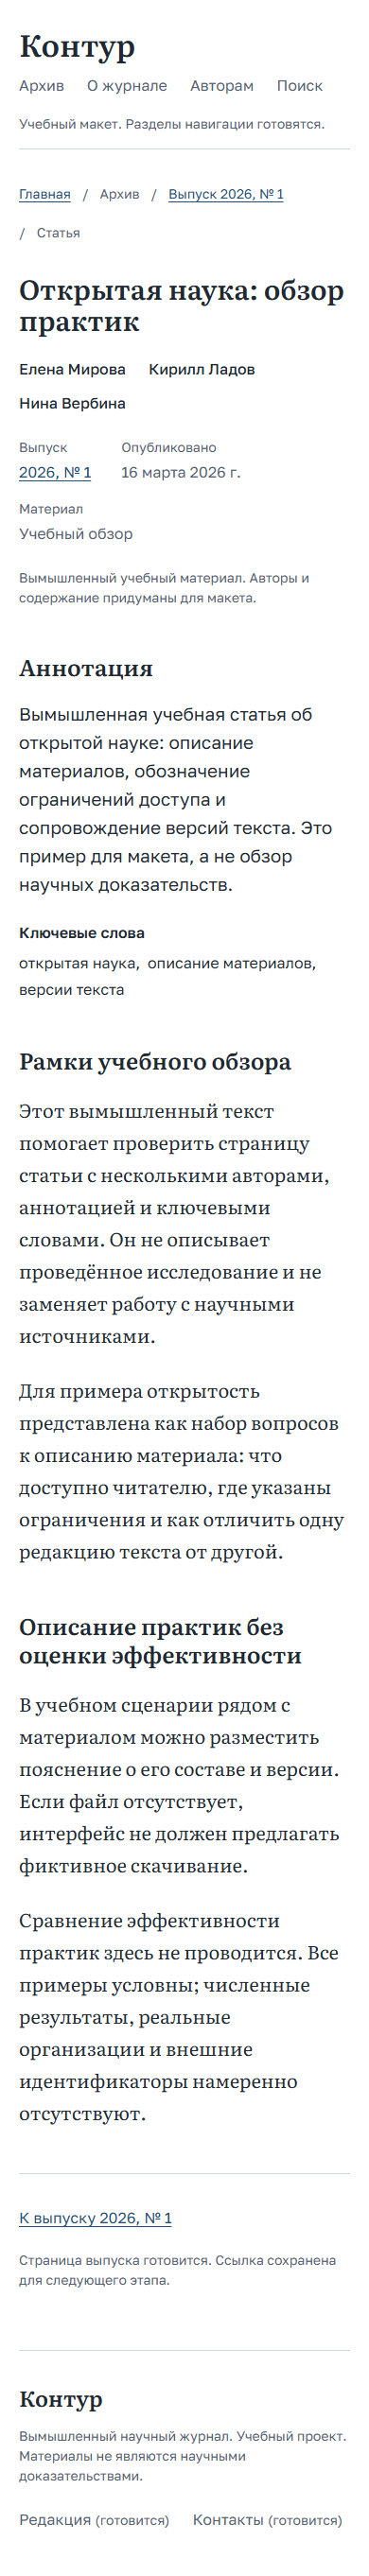 Контур
Архив О журнале Авторам Поиск
Учебный макет. Разделы навигации готовятся.
Главная / Архив / Выпуск 2026, № 1
/ Статья
Открытая наука: обзор
практик
Елена Мирова Кирилл Ладов
Нина Вербина
Выпуск Опубликовано
2026, № 1 16 марта 2026 г.
Материал
Учебный обзор
Вымышленный учебный материал. Авторы и
содержание придуманы для макета.
Аннотация
Вымышленная учебная статья об
открытой науке: описание
материалов, обозначение
ограничений доступа и
сопровождение версий текста. Это
пример для макета, а не обзор
научных доказательств.
Ключевые слова
открытая наука, описание материалов,
версии текста
Рамки учебного обзора
Этот вымышленный текст
помогает проверить страницу
статьи с несколькими авторами,
аннотацией и ключевыми
словами. Он не описывает
проведённое исследование и не
заменяет работу с научными
источниками.
Для примера открытость
представлена как набор вопросов
к описанию материала: что
доступно читателю, где указаны
ограничения и как отличить одну
редакцию текста от другой.
Описание практик без
оценки эффективности
В учебном сценарии рядом с
материалом можно разместить
пояснение о его составе и версии.
Если файл отсутствует,
интерфейс не должен предлагать
фиктивное скачивание.
Сравнение эффективности
практик здесь не проводится. Все
примеры условны; численные
результаты, реальные
организации и внешние
идентификаторы намеренно
отсутствуют.
К выпуску 2026, № 1
Страница выпуска готовится. Ссылка сохранена
для следующего этапа.
Контур
Вымышленный научный журнал. Учебный проект.
Материалы не являются научными
доказательствами.
Редакция (готовится) Контакты (готовится)